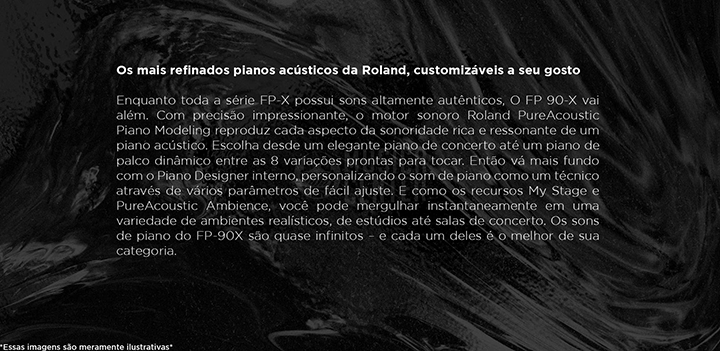 Os mais refinados pianos acústicos da Roland, customizáveis a seu gosto
Enquanto toda a série FP-X possui sons altamente autênticos, O FP 90-X vai
além. Com precisão impressionante, o motor sonoro Roland PureAcoustic
Piano Modeling reproduz cada aspecto da sonoridade rica e ressonante de um
piano acústico. Escolha desde um elegante piano de concerto até um piano de
palco dinâmico entre as 8 variações prontas para tocar. Então vá mais fundo
com o Piano Designer interno, personalizando o som de piano como um técnico
através de vários parâmetros de fácil ajuste. E como os recursos My Stage e
PureAcoustic Ambience, você pode mergulhar instantaneamente em uma
variedade de ambientes realísticos, de estúdios até salas de concerto. Os sons
de piano do FP-90X são quase infinitos – e cada um deles é o melhor de sua
categoria.
*Essas imagens são meramente ilustrativas*